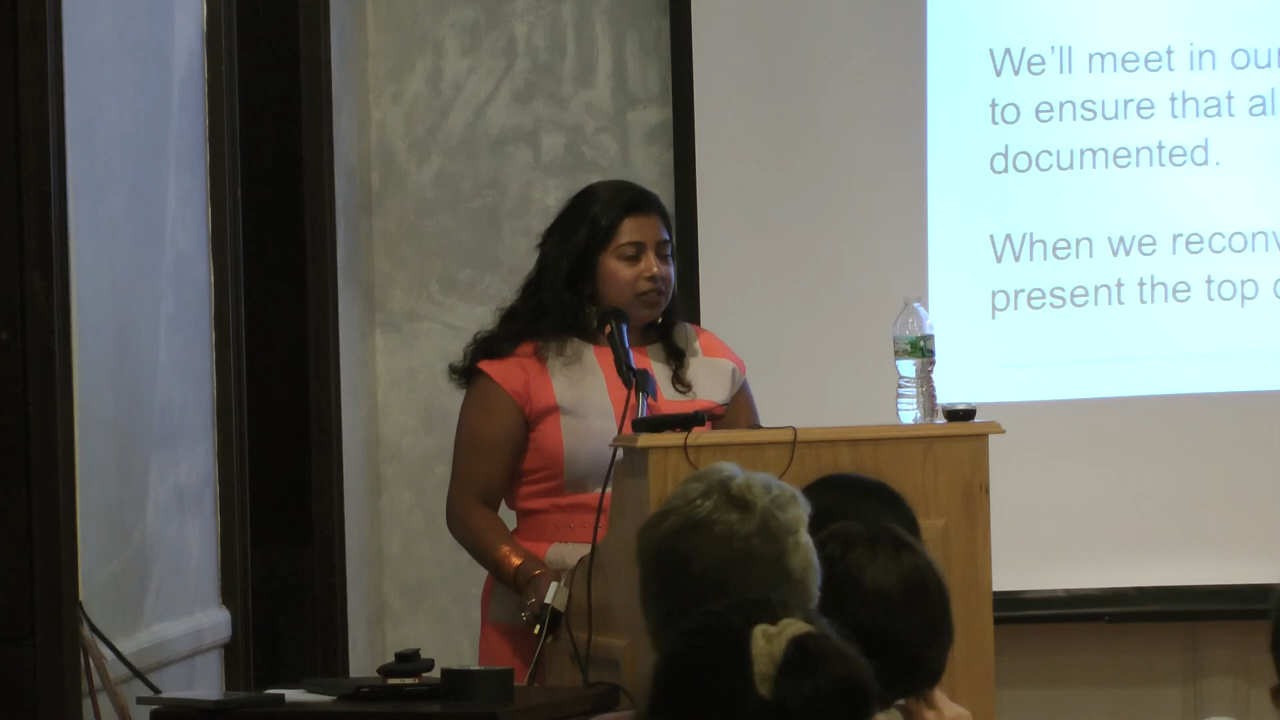 We'll meet in our
to ensure that al
documented.
When we reconv
present the top